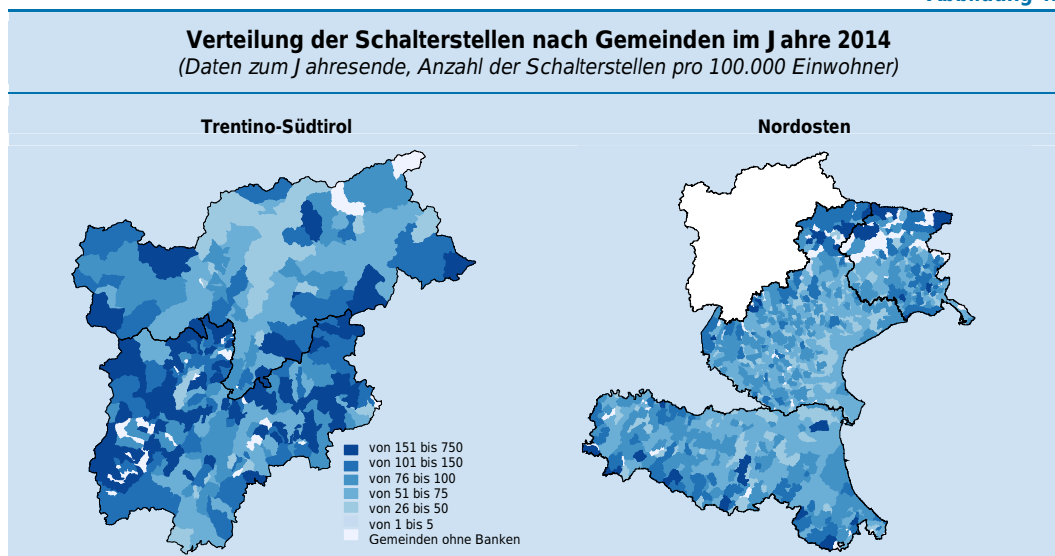 Verteilung der Schalterstellen nach Gemeinden im Jahre 2014
(Daten zum Jahresende, Anzahl der Schalterstellen pro 100.000 Einwohner)
Trentino-Südtirol
Nordosten
von 151 bis 750
von 101 bis 150
von 76 bis 100
von 51 bis 75
von 26 bis 50
von 1 bis 5
Gemeinden ohne Banken